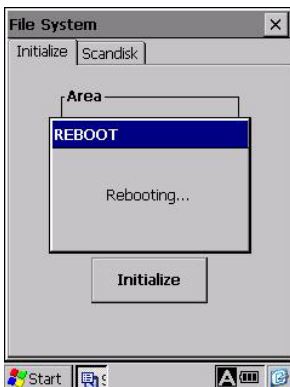 File System
Initialize Scandisk
Area
REBOOT
Rebooting...
Initialize
Start
A